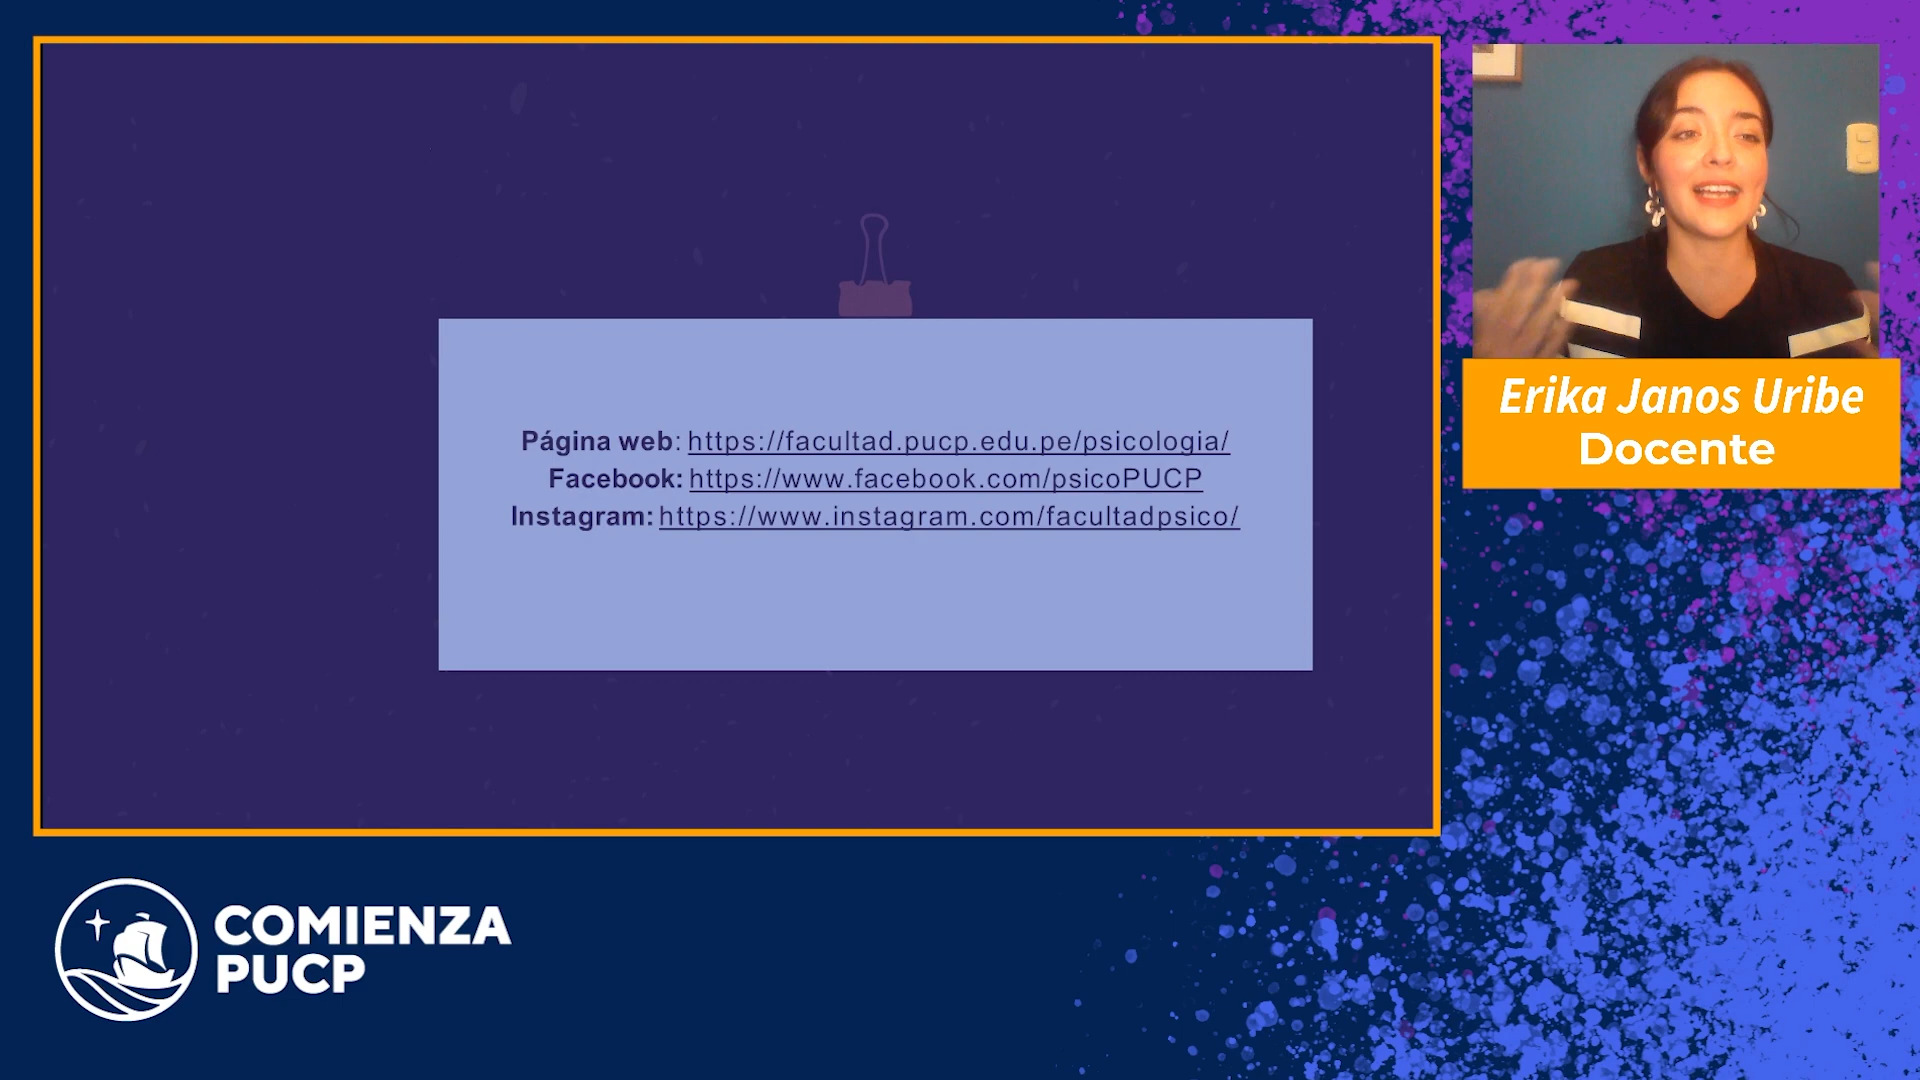 Página web: https://facultad.pucp.edu.pe/psicologia/
Facebook: https://www.facebook.com/psicoPUCP
Instagram: https://www.instagram.com/facultadpsico/
Erika Janos Uribe
Docente
COMIENZA
PUCP